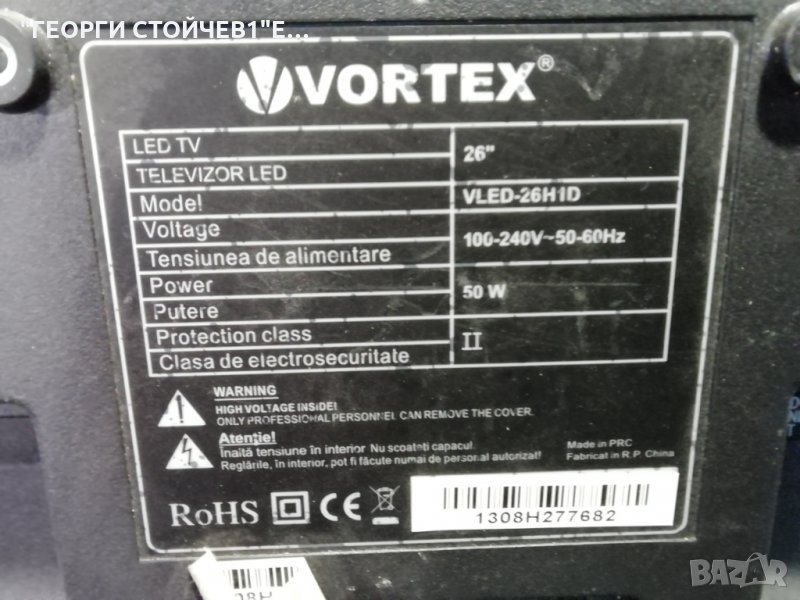 "ГЕОРГИ СТОЙЧЕВ1"Е...
VORTEX®
LED TV
TELEVIZOR LED
26"
Model
VLED-26H1D
Voltage
Tensiunea de alimentare
100-240V~50-60Hz
Power
Putere
50 W
Protection class
Clasa de electrosecuritate
II
WARNING
HIGH VOLTAGE INSIDE!
ONLY PROFESSIONAL PERSONNEL CAN REMOVE THE COVER.
Atenție!
Înaltă tensiune în interior Nu scoateti capacul.
Reglările, în interior, pot fi făcute numai de personal autorizat!
Made in PRC
Fabricat in R.P. China
RoHS CE
1308H277682
08H
BAZAR